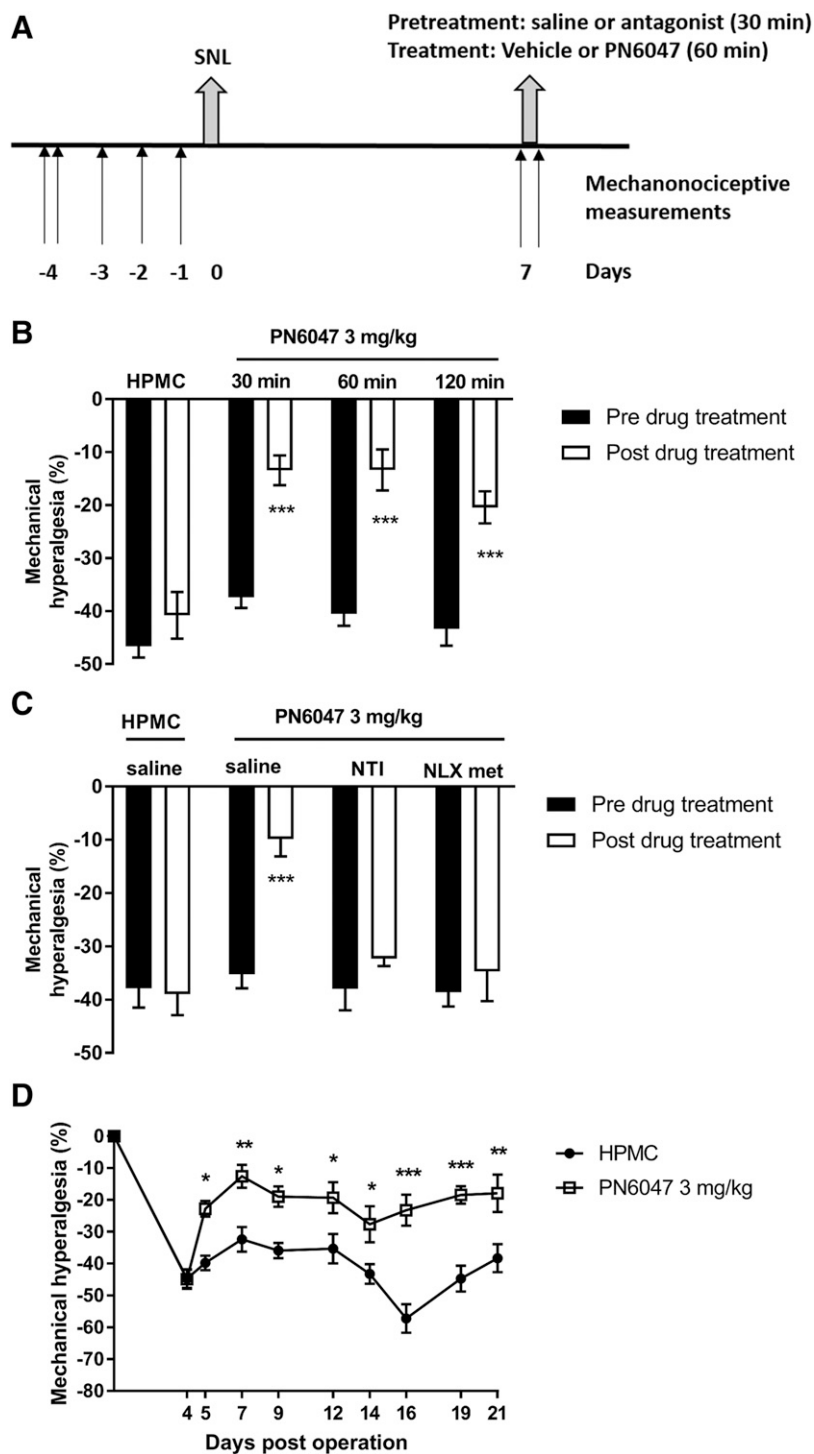 A
Pretreatment: saline or antagonist (30 min)
SNL
Treatment: Vehicle or PN6047 (60 min)
Mechanonociceptive
measurements
-4 -3 -2 -1 0 7 Days
B
PN6047 3 mg/kg
HPMC 30 min 60 min 120 min
0
-10
-20
-30
-40
-50
Mechanical
hyperalgesia (%)
*** *** ***
Pre drug treatment
Post drug treatment
C
HPMC PN6047 3 mg/kg
saline saline NTI NLX met
0
-10
-20
-30
-40
-50
Mechanical
hyperalgesia (%)
***
Pre drug treatment
Post drug treatment
D
0
-10
-20
-30
-40
-50
-60
-70
-80
Mechanical hyperalgesia (%)
* ** * * * *** *** **
HPMC
PN6047 3 mg/kg
4 5 7 9 12 14 16 19 21
Days post operation